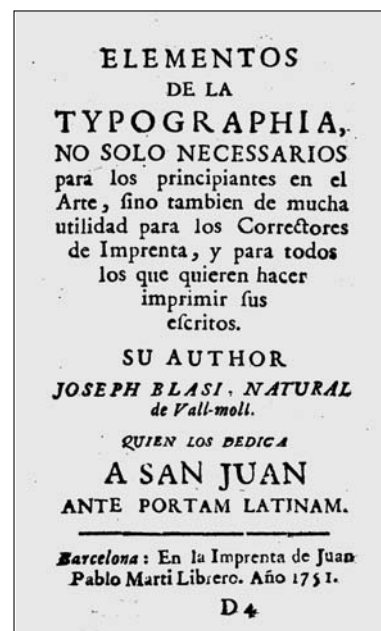 ELEMENTOS
DE LA
TYPOGRAPHIA,
NO SOLO NECESSARIOS
para los principiantes en el
Arte, ſino tambien de mucha
utilidad para los Correctores
de Imprenta, y para todos
los que quieren hacer
imprimir ſus
eſcritos.
SU AUTHOR
JOSEPH BLASI, NATURAL
de Vall-moll.
QUIEN LOS DEDICA
A SAN JUAN
ANTE PORTAM LATINAM.
Barcelona: En la Imprenta de Juan
Pablo Marti Librero. Año 1751.
D4